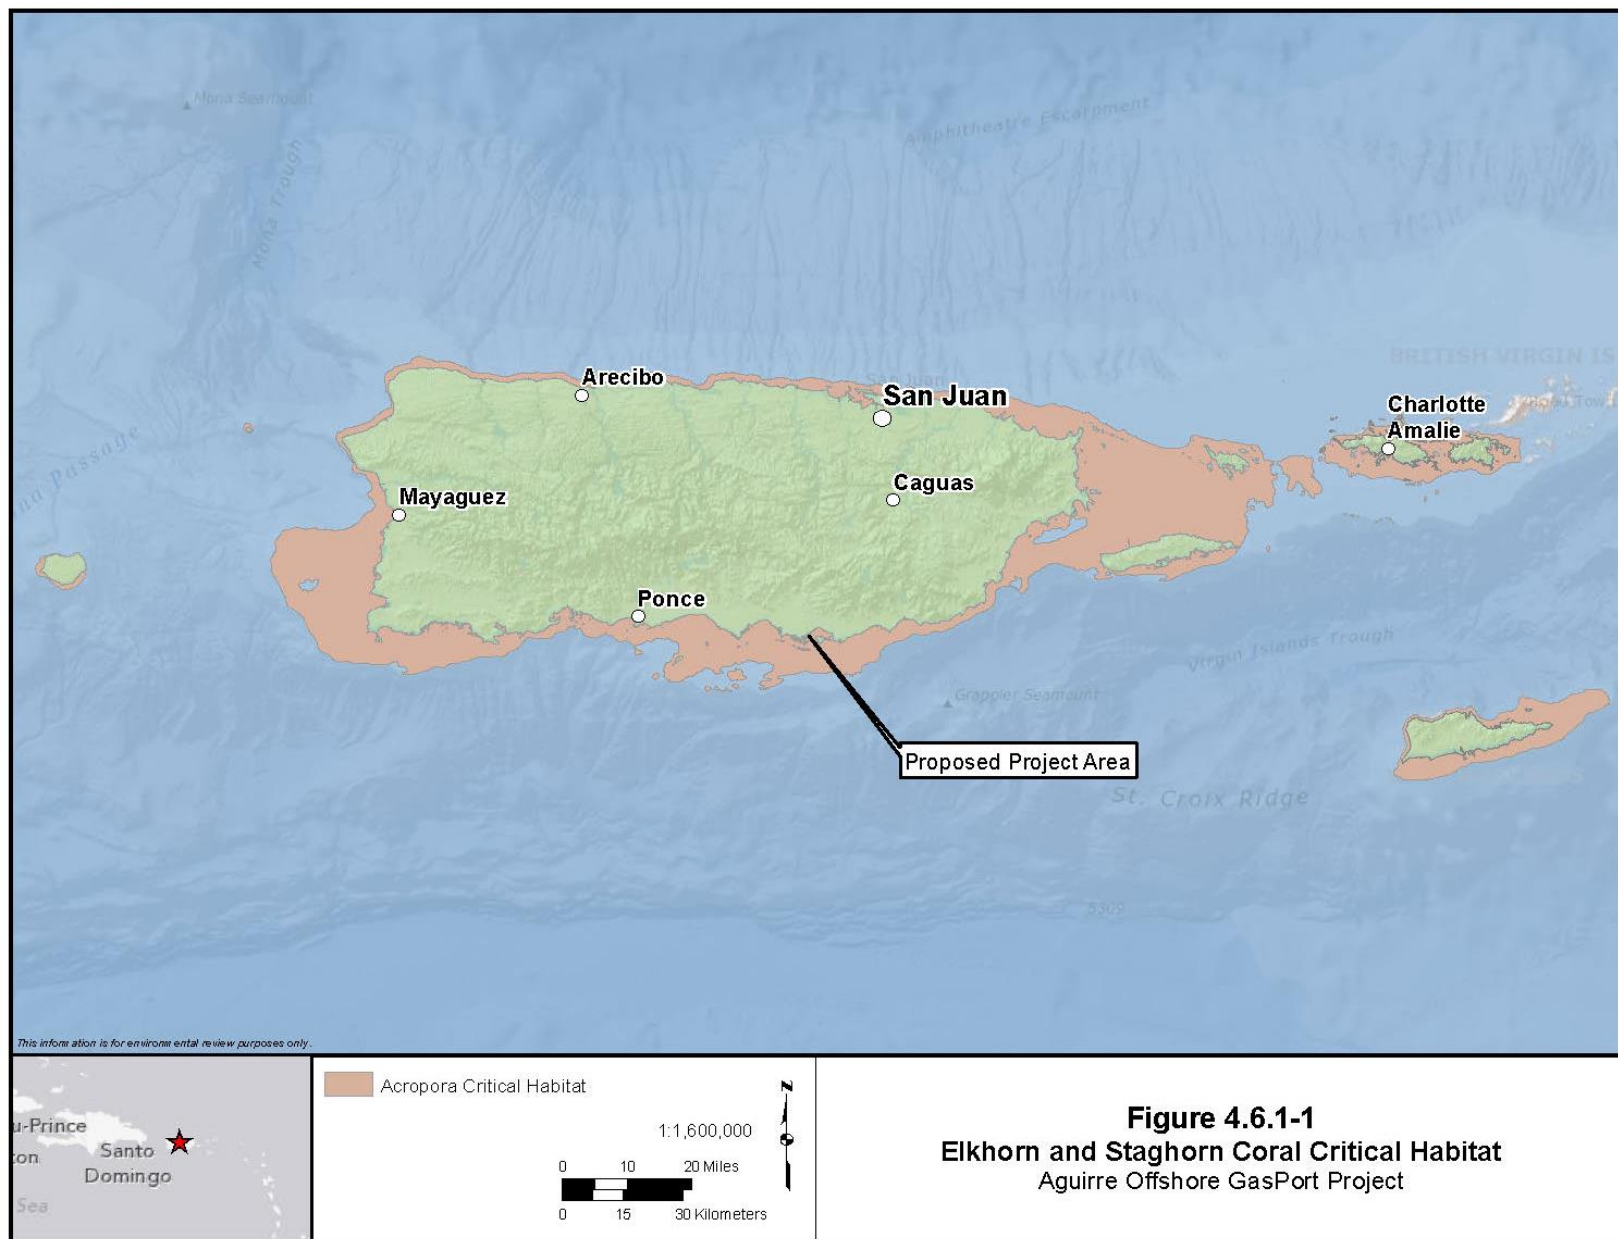 Mona Seamount
Amphitheatre Escarpment
Mona Trough
BRITISH VIRGIN IS
San Juan
Arecibo
San Juan
Charlotte
Amalie
Passage
Mayaguez
Caguas
Ponce
Virgin Islands Trough
Grappler Seamount
Proposed Project Area
St. Croix Ridge
5309
This information is for environmental review purposes only.
u-Prince
Santo
Domingo
Sea
Acropora Critical Habitat
N
1:1,600,000
0 10 20 Miles
0 15 30 Kilometers
Figure 4.6.1-1
Elkhorn and Staghorn Coral Critical Habitat
Aguirre Offshore GasPort Project